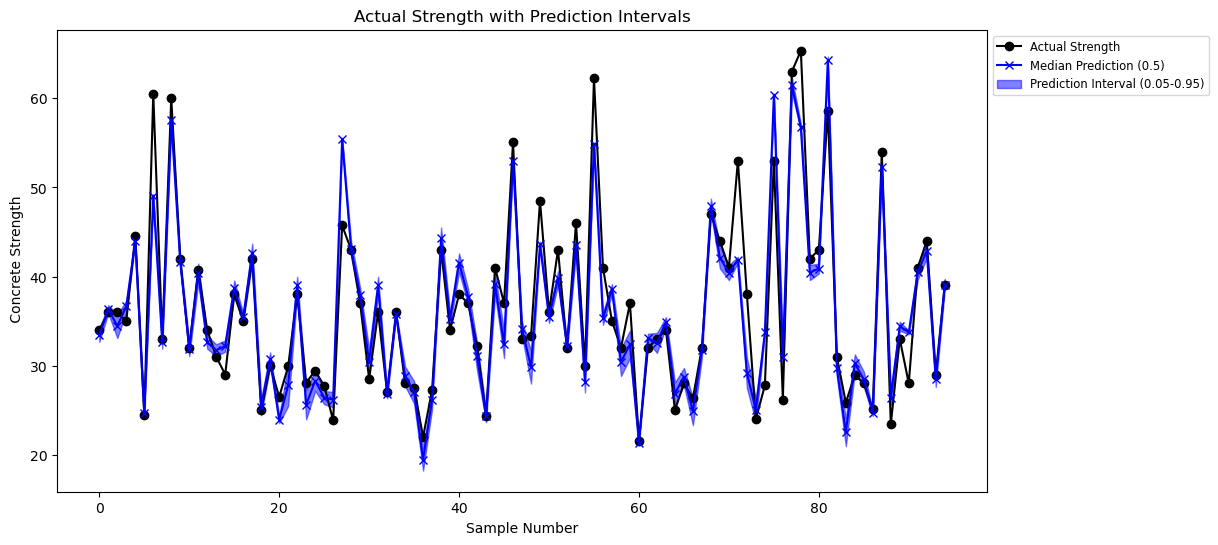 Actual Strength with Prediction Intervals
Actual Strength
Median Prediction (0.5)
Prediction Interval (0.05-0.95)
Concrete Strength
60
50
40
30
20
0
20
40
60
80
Sample Number